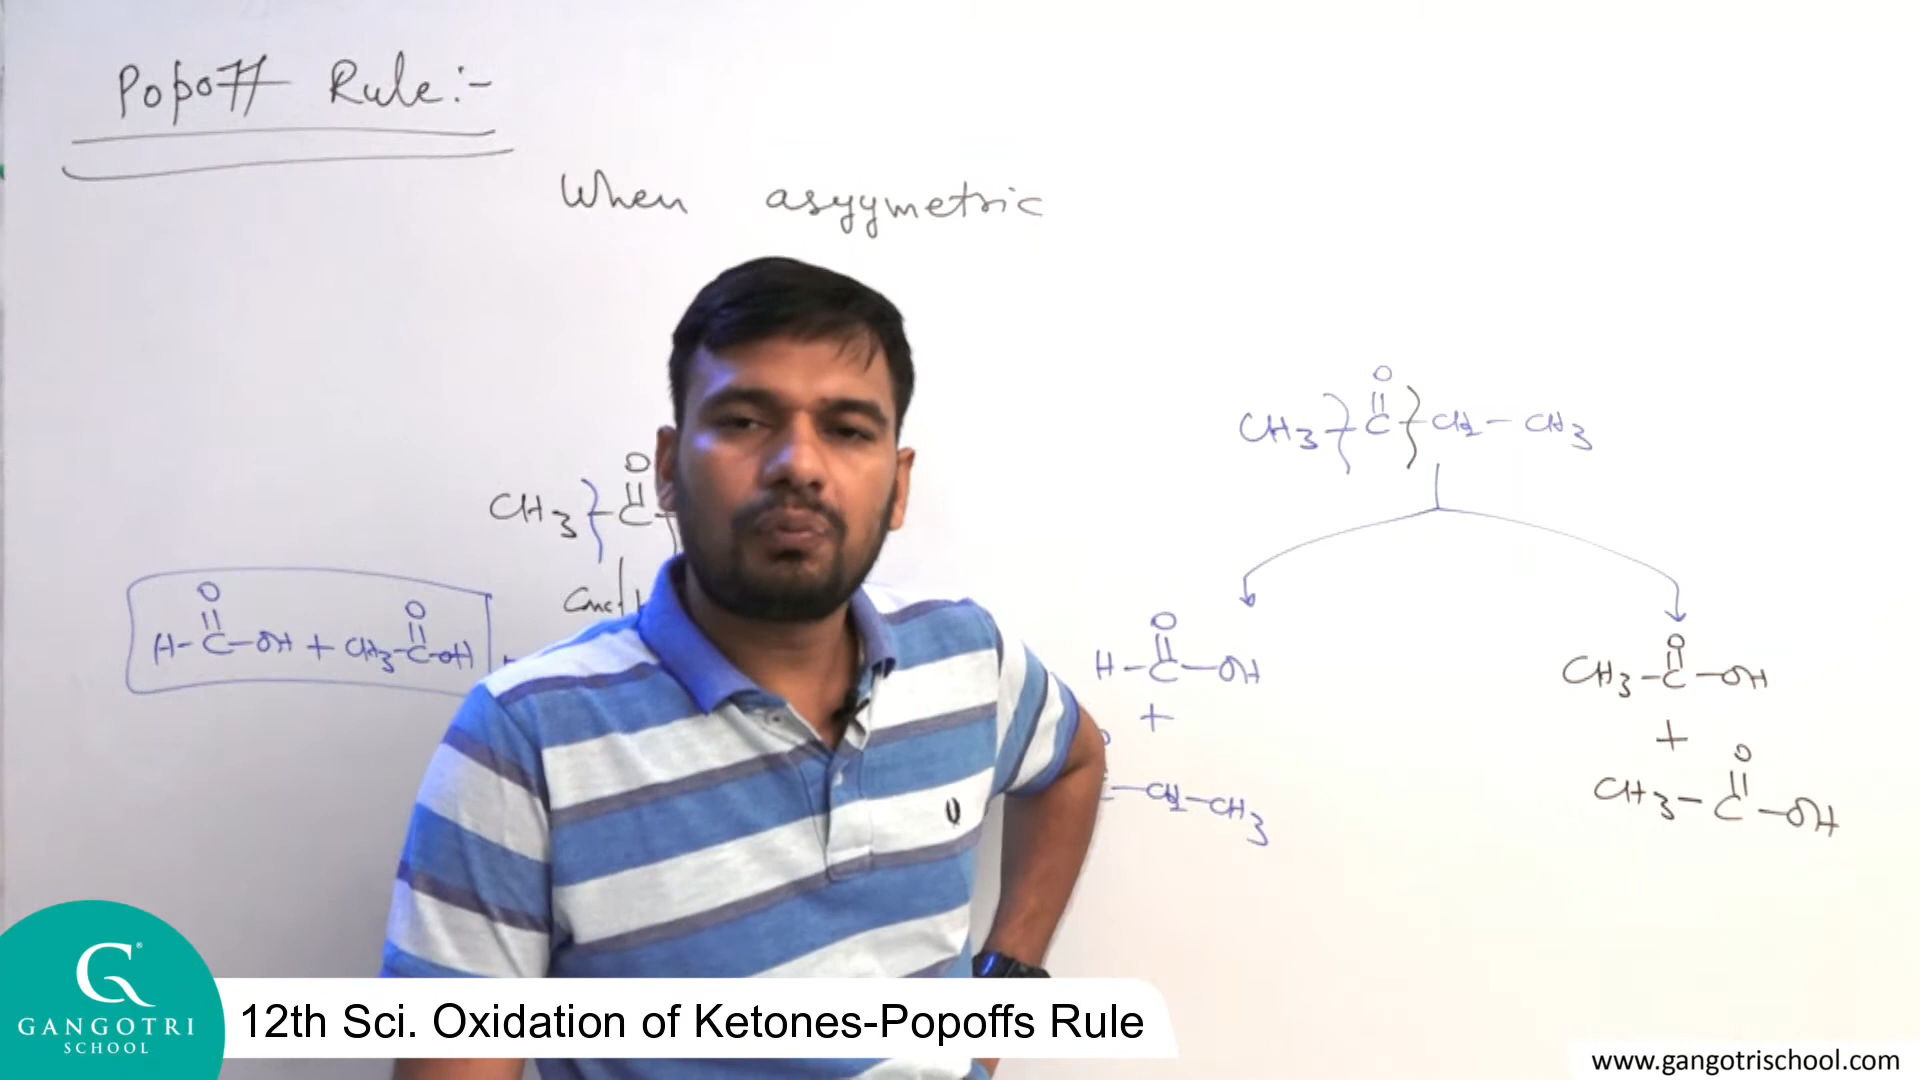 Popoff Rule:-
When asyymetric
O
CH3 - C -
O
H - C - OH + CH3 - C - OH
O O
CH3 - C - CH2 - CH3
O
H - C - OH
+
- CH2 - CH3
O
CH3 - C - OH
+
O
CH3 - C - OH
G
GANGOTRI
SCHOOL
12th Sci. Oxidation of Ketones-Popoffs Rule
www.gangotrischool.com